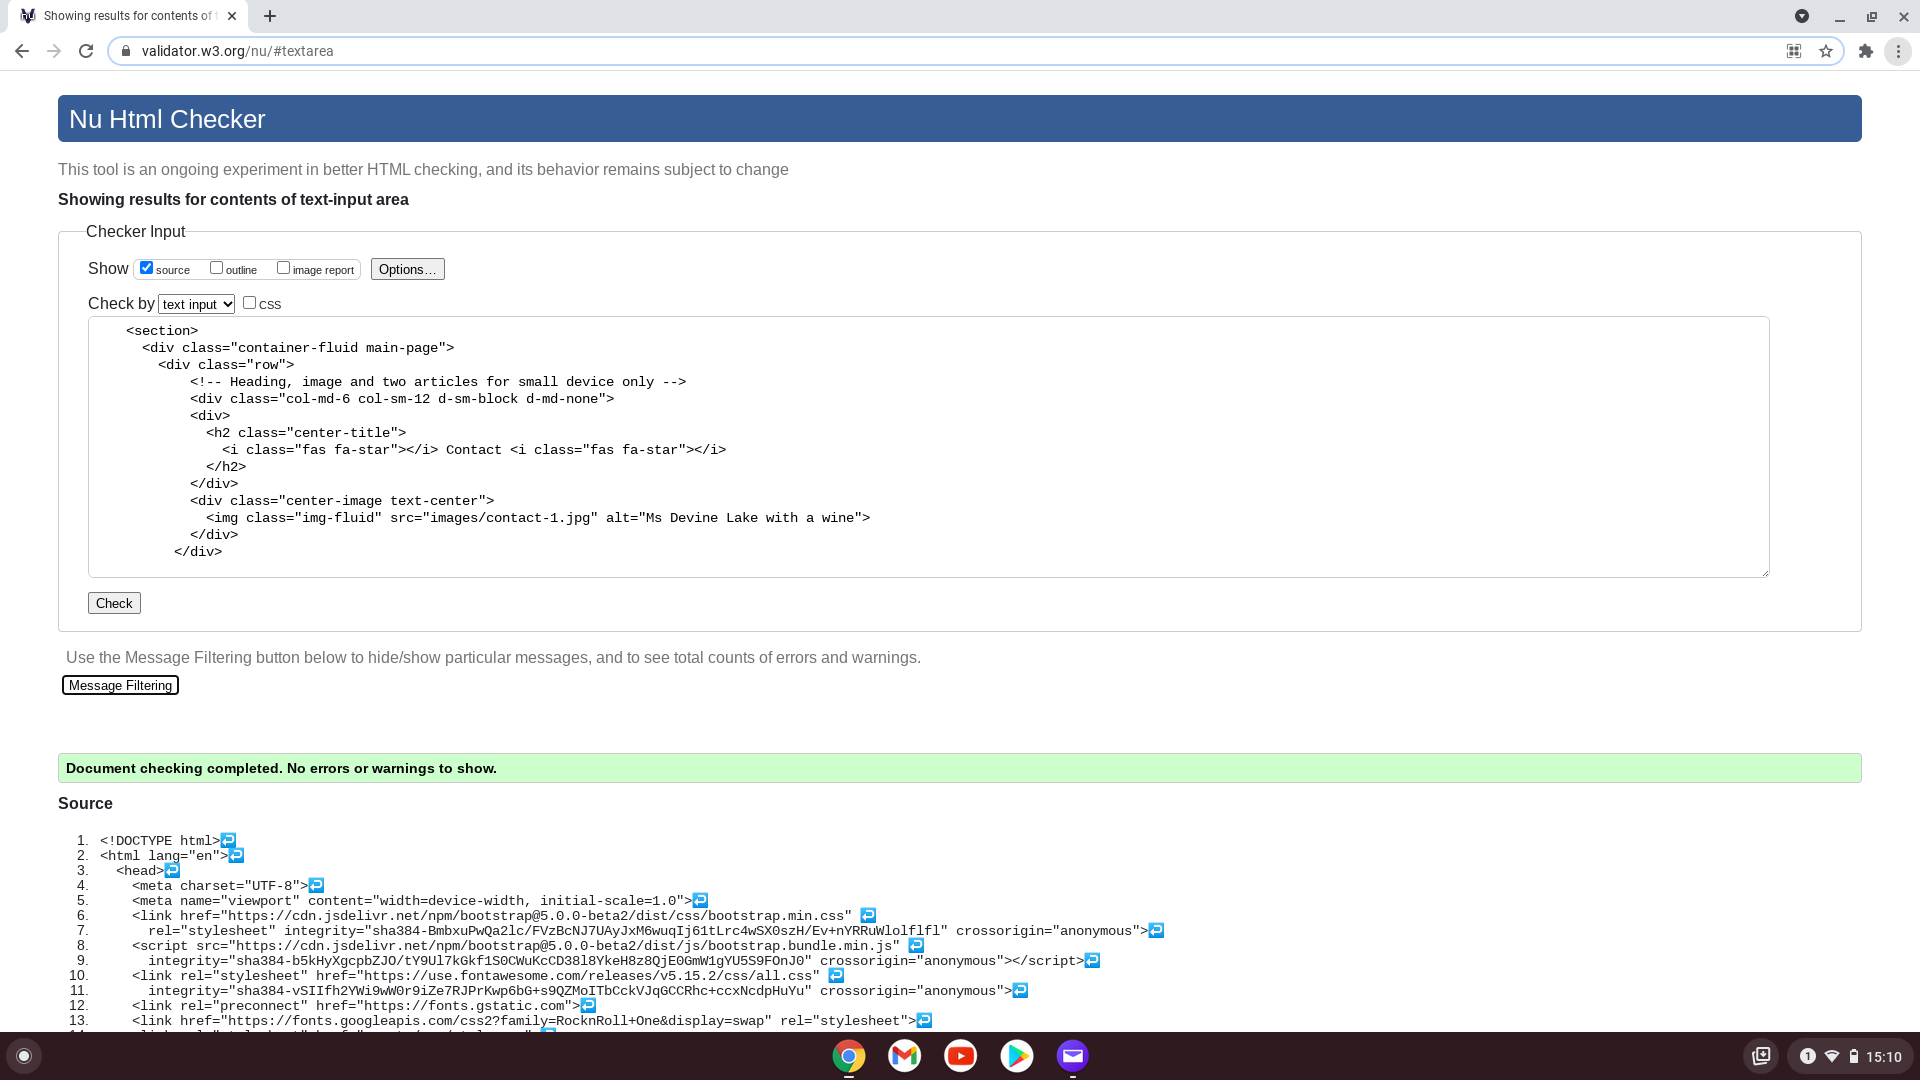 Showing results for contents of t
validator.w3.org/nu/#textarea
Nu Html Checker
This tool is an ongoing experiment in better HTML checking, and its behavior remains subject to change
Showing results for contents of text-input area
Checker Input
Show source outline image report Options...
Check by text input CSS
<section>
<div class="container-fluid main-page">
<div class="row">
<!-- Heading, image and two articles for small device only -->
<div class="col-md-6 col-sm-12 d-sm-block d-md-none">
<div>
<h2 class="center-title">
<i class="fas fa-star"></i> Contact <i class="fas fa-star"></i>
</h2>
</div>
<div class="center-image text-center">
<img class="img-fluid" src="images/contact-1.jpg" alt="Ms Devine Lake with a wine">
</div>
</div>
Check
Use the Message Filtering button below to hide/show particular messages, and to see total counts of errors and warnings.
Message Filtering
Document checking completed. No errors or warnings to show.
Source
1. <!DOCTYPE html>
2. <html lang="en">
3. <head>
4. <meta charset="UTF-8">
5. <meta name="viewport" content="width=device-width, initial-scale=1.0">
6. <link href="https://cdn.jsdelivr.net/npm/bootstrap@5.0.0-beta2/dist/css/bootstrap.min.css"
7. rel="stylesheet" integrity="sha384-BmbxuPwQa2lc/FVzBcNJ7UAyJxM6wuqIj61tLrc4wSX0szH/Ev+nYRRuWlolflfl" crossorigin="anonymous">
8. <script src="https://cdn.jsdelivr.net/npm/bootstrap@5.0.0-beta2/dist/js/bootstrap.bundle.min.js"
9. integrity="sha384-b5kHyXgcpbZJO/tY9Ul7kGkf1S0CWuKcCD38l8YkeH8z8QjE0GmW1gYU5S9FOnJ0" crossorigin="anonymous"></script>
10. <link rel="stylesheet" href="https://use.fontawesome.com/releases/v5.15.2/css/all.css"
11. integrity="sha384-vSIIfh2YWi9wW0r9iZe7RJPrKwp6bG+s9QZMoITbCckVJqGCCRhc+ccxNcdpHuYu" crossorigin="anonymous">
12. <link rel="preconnect" href="https://fonts.gstatic.com">
13. <link href="https://fonts.googleapis.com/css2?family=RocknRoll+One&display=swap" rel="stylesheet">
1 15:10